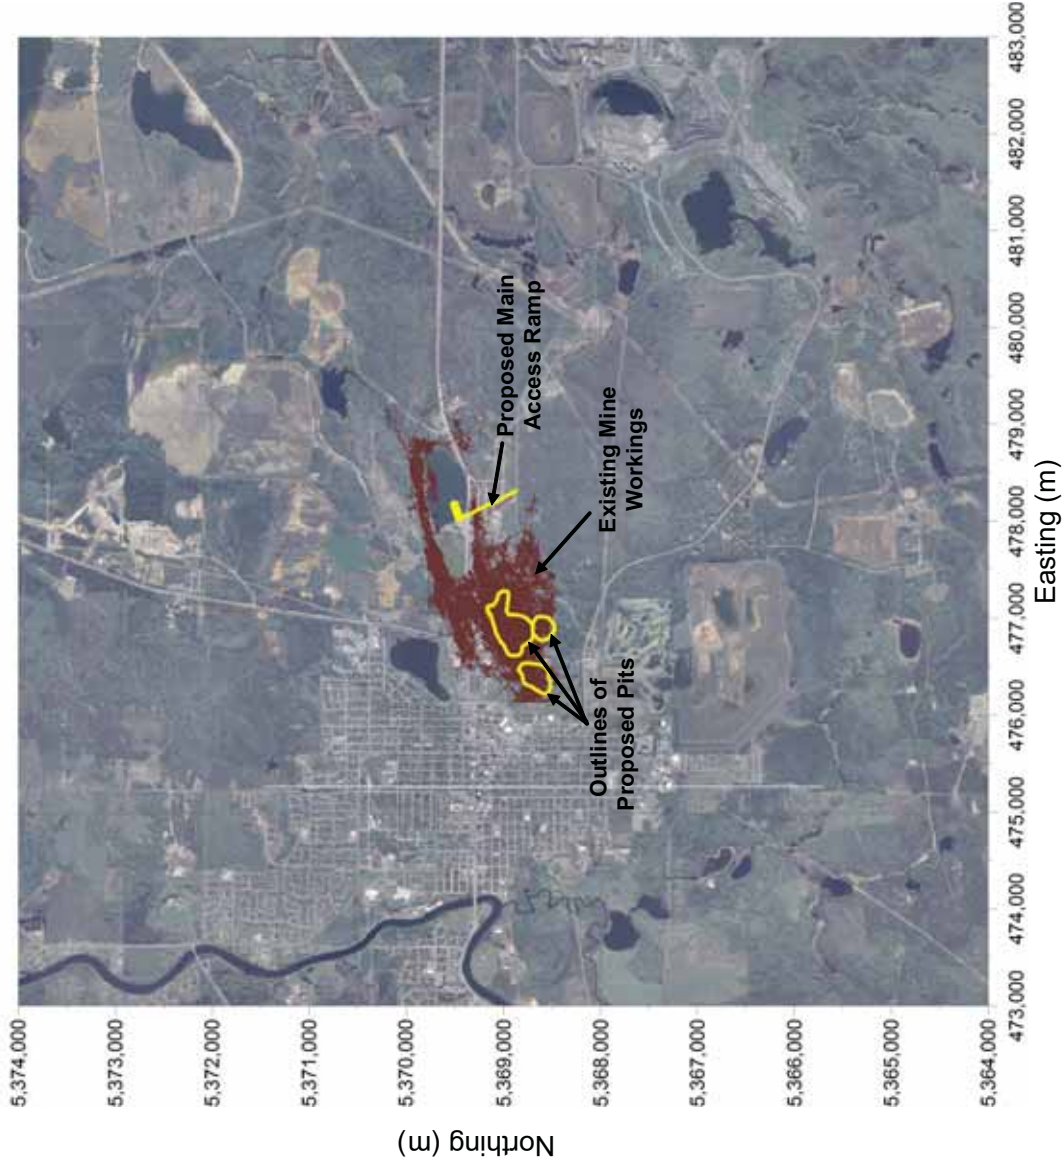 5,374,000
5,373,000
5,372,000
5,371,000
5,370,000
5,369,000
5,368,000
5,367,000
5,366,000
5,365,000
5,364,000
Northing (m)
473,000
474,000
475,000
476,000
477,000
478,000
479,000
480,000
481,000
482,000
483,000
Easting (m)
Proposed Main
Access Ramp
Existing Mine
Workings
Outlines of
Proposed Pits